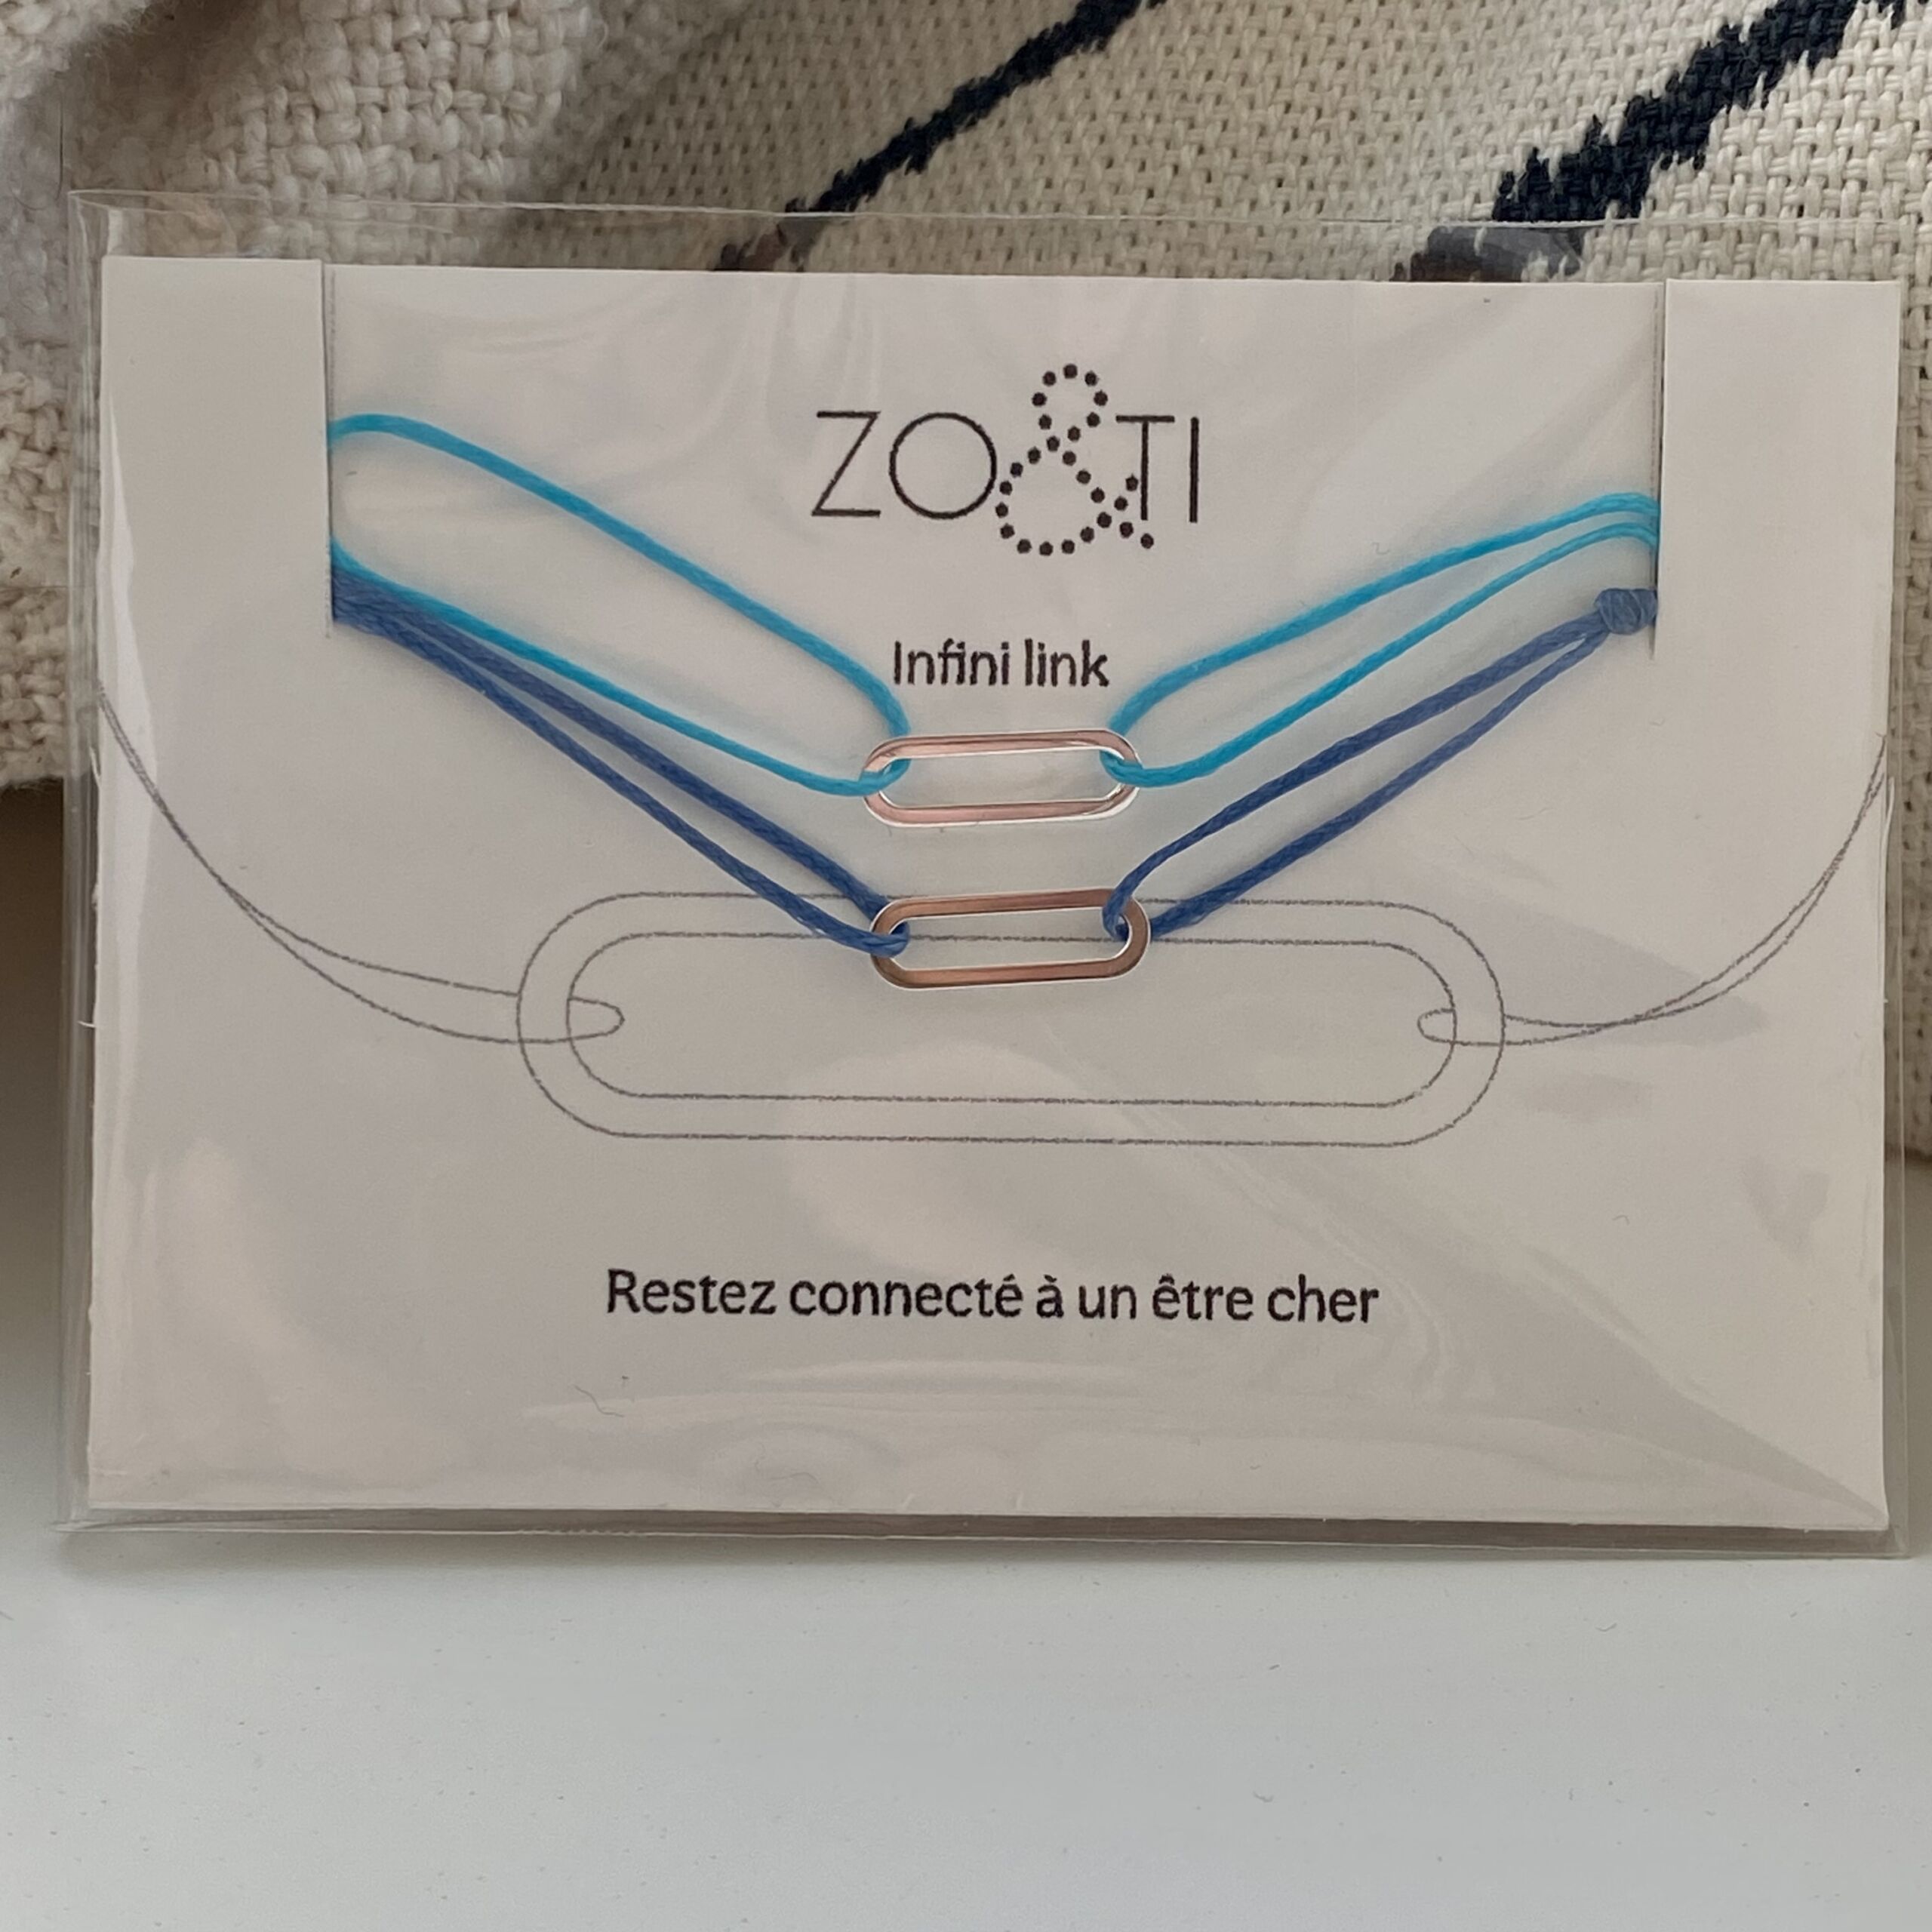 ZO&TI
Infini link
Restez connecté à un être cher